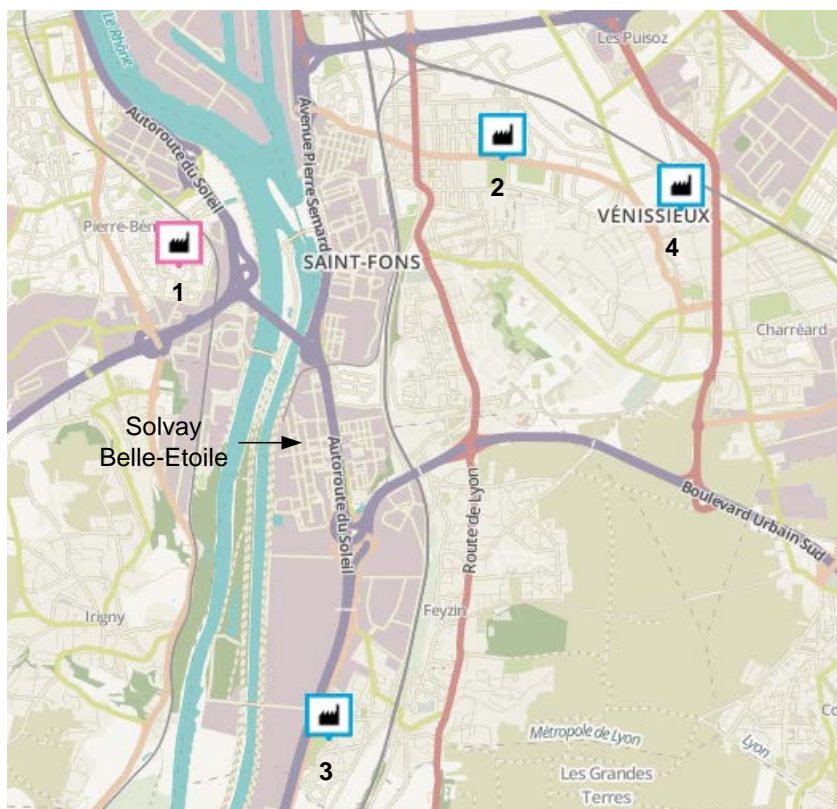 Le Rhône
Les Puisoz
Autoroute du Soleil
Avenue Pierre Semard
2
VÉNISSIEUX
4
Pierre-Bén
SAINT-FONS
1
Charréard
Solvay
Belle-Etoile
Autoroute du Soleil
Route de Lyon
Boulevard Urbain Sud
Irigny
Feyzin
Co
Métropole de Lyon
Lyon
3
Les Grandes
Terres